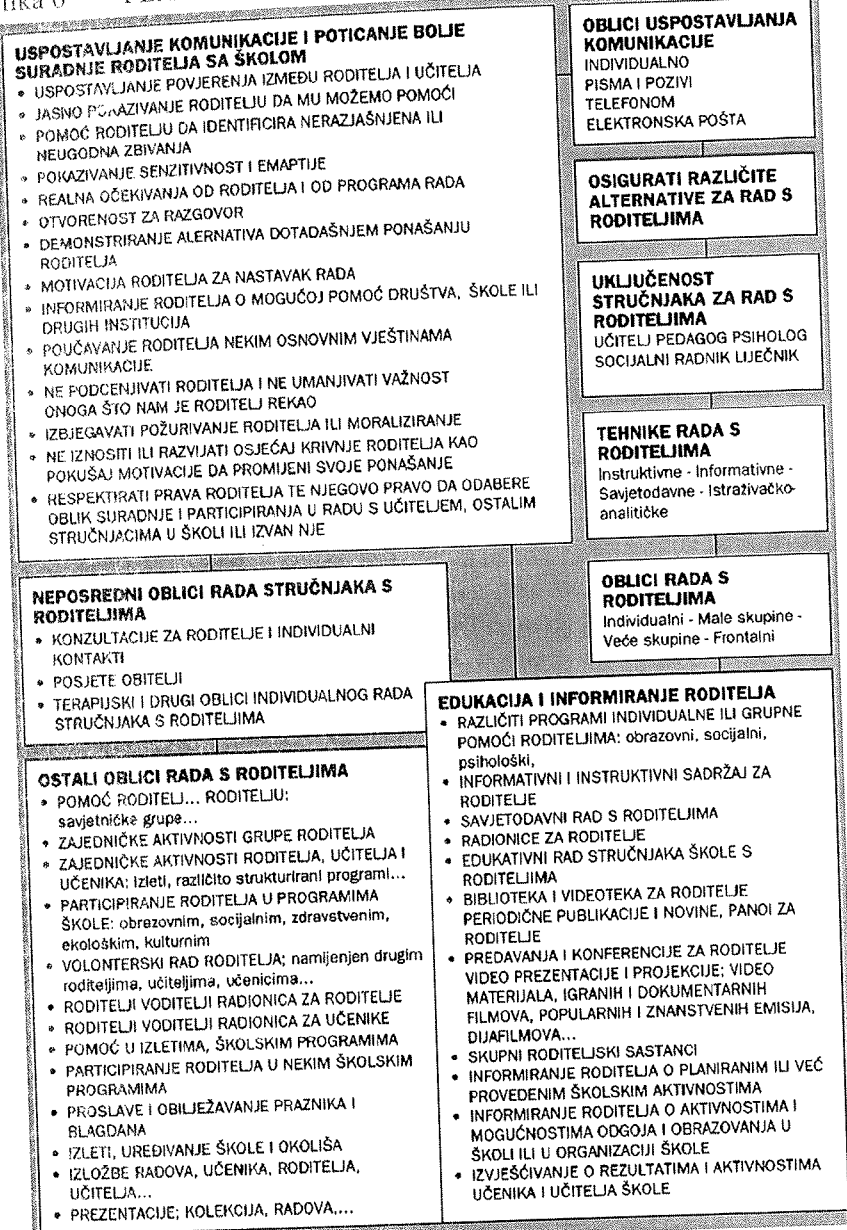 USPOSTAVLJANJE KOMUNIKACIJE I POTICANJE BOLJE
SURADNJE RODITELJA SA ŠKOLOM
• USPOSTAVLJANJE POVJERENJA IZMEĐU RODITELJA I UČITELJA
• JASNO POKAZIVANJE RODITELJU DA MU MOŽEMO POMOĆI
• POMOĆ RODITELJU DA IDENTIFICIRA NERAZJAŠNJENA ILI
NEUGODNA ZBIVANJA
• POKAZIVANJE SENZITIVNOST I EMAPTIJE
• REALNA OČEKIVANJA OD RODITELJA I OD PROGRAMA RADA
• OTVORENOST ZA RAZGOVOR
• DEMONSTRIRANJE ALERNATIVA DOTADAŠNJEM PONAŠANJU
RODITELJA
• MOTIVACIJA RODITELJA ZA NASTAVAK RADA
• INFORMIRANJE RODITELJA O MOGUĆOJ POMOĆ DRUŠTVA, ŠKOLE ILI
DRUGIH INSTITUCIJA
• POUČAVANJE RODITELJA NEKIM OSNOVNIM VJEŠTINAMA
KOMUNIKACIJE
• NE PODCENJIVATI RODITELJA I NE UMANJIVATI VAŽNOST
ONOGA ŠTO NAM JE RODITELJ REKAO
• IZBJEGAVATI POŽURIVANJE RODITELJA ILI MORALIZIRANJE
• NE IZNOSITI ILI RAZVIJATI OSJEĆAJ KRIVNJE RODITELJA KAO
POKUŠAJ MOTIVACIJE DA PROMIJENI SVOJE PONAŠANJE
• RESPEKTIRATI PRAVA RODITELJA TE NJEGOVO PRAVO DA ODABERE
OBLIK SURADNJE I PARTICIPIRANJA U RADU S UČITELJEM, OSTALIM
STRUČNJACIMA U ŠKOLI ILI IZVAN NJE
OBLICI USPOSTAVLJANJA
KOMUNIKACIJE
INDIVIDUALNO
PISMA I POZIVI
TELEFONOM
ELEKTRONSKA POŠTA
OSIGURATI RAZLIČITE
ALTERNATIVE ZA RAD S
RODITELJIMA
UKLJUČENOST
STRUČNJAKA ZA RAD S
RODITELJIMA
UČITELJ PEDAGOG PSIHOLOG
SOCIJALNI RADNIK LIJEČNIK
TEHNIKE RADA S
RODITELJIMA
Instruktivne - Informativne -
Savjetodavne - Istraživačko-
analitičke
OBLICI RADA S
RODITELJIMA
Individualni - Male skupine -
Veće skupine - Frontalni
NEPOSREDNI OBLICI RADA STRUČNJAKA S
RODITELJIMA
• KONZULTACIJE ZA RODITELJE I INDIVIDUALNI
KONTAKTI
• POSJETE OBITELJI
• TERAPIJSKI I DRUGI OBLICI INDIVIDUALNOG RADA
STRUČNJAKA S RODITELJIMA
OSTALI OBLICI RADA S RODITELJIMA
• POMOĆ RODITELJ... RODITELJU:
savjetničke grupe...
• ZAJEDNIČKE AKTIVNOSTI GRUPE RODITELJA
• ZAJEDNIČKE AKTIVNOSTI RODITELJA, UČITELJA I
UČENIKA; izleti, različito strukturirani programi...
• PARTICIPIRANJE RODITELJA U PROGRAMIMA
ŠKOLE: obrazovnim, socijalnim, zdravstvenim,
ekološkim, kulturnim
• VOLONTERSKI RAD RODITELJA; namijenjen drugim
roditeljima, učiteljima, učenicima...
• RODITELJI VODITELJI RADIONICA ZA RODITELJE
• RODITELJI VODITELJI RADIONICA ZA UČENIKE
• POMOĆ U IZLETIMA, ŠKOLSKIM PROGRAMIMA
• PARTICIPIRANJE RODITELJA U NEKIM ŠKOLSKIM
PROGRAMIMA
• PROSLAVE I OBILJEŽAVANJE PRAZNIKA I
BLAGDANA
• IZLETI, UREĐIVANJE ŠKOLE I OKOLIŠA
• IZLOŽBE RADOVA, UČENIKA, RODITELJA,
UČITELJA...
• PREZENTACIJE; KOLEKCIJA, RADOVA,...
EDUKACIJA I INFORMIRANJE RODITELJA
• RAZLIČITI PROGRAMI INDIVIDUALNE ILI GRUPNE
POMOĆI RODITELJIMA: obrazovni, socijalni,
psihološki,
• INFORMATIVNI I INSTRUKTIVNI SADRŽAJ ZA
RODITELJE
• SAVJETODAVNI RAD S RODITELJIMA
• RADIONICE ZA RODITELJE
• EDUKATIVNI RAD STRUČNJAKA ŠKOLE S
RODITELJIMA
• BIBLIOTEKA I VIDEOTEKA ZA RODITELJE
PERIODIČNE PUBLIKACIJE I NOVINE, PANOI ZA
RODITELJE
• PREDAVANJA I KONFERENCIJE ZA RODITELJE
VIDEO PREZENTACIJE I PROJEKCIJE; VIDEO
MATERIJALA, IGRANIH I DOKUMENTARNIH
FILMOVA, POPULARNIH I ZNANSTVENIH EMISIJA,
DIJAFILMOVA...
• SKUPNI RODITELJSKI SASTANCI
• INFORMIRANJE RODITELJA O PLANIRANIM ILI VEĆ
PROVEDENIM ŠKOLSKIM AKTIVNOSTIMA
• INFORMIRANJE RODITELJA O AKTIVNOSTIMA I
MOGUĆNOSTIMA ODGOJA I OBRAZOVANJA U
ŠKOLI ILI U ORGANIZACIJI ŠKOLE
• IZVJEŠĆIVANJE O REZULTATIMA I AKTIVNOSTIMA
UČENIKA I UČITELJA ŠKOLE